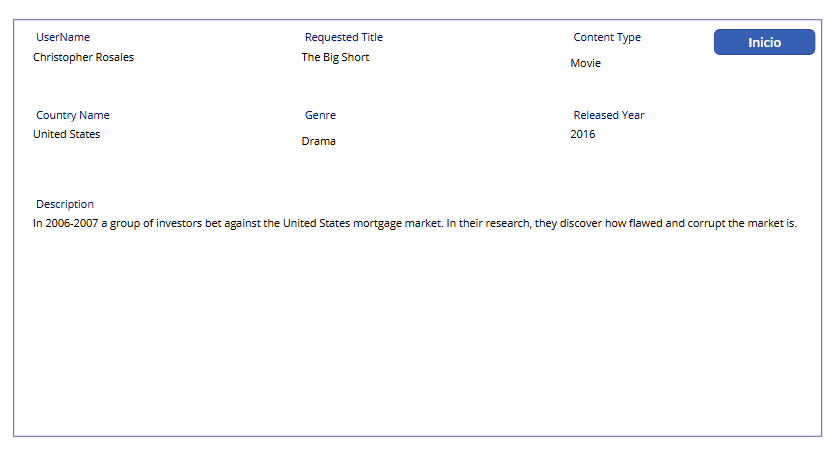 UserName
Requested Title
Content Type
Inicio
Christopher Rosales
The Big Short
Movie
Country Name
Genre
Released Year
United States
Drama
2016
Description
In 2006-2007 a group of investors bet against the United States mortgage market. In their research, they discover how flawed and corrupt the market is.